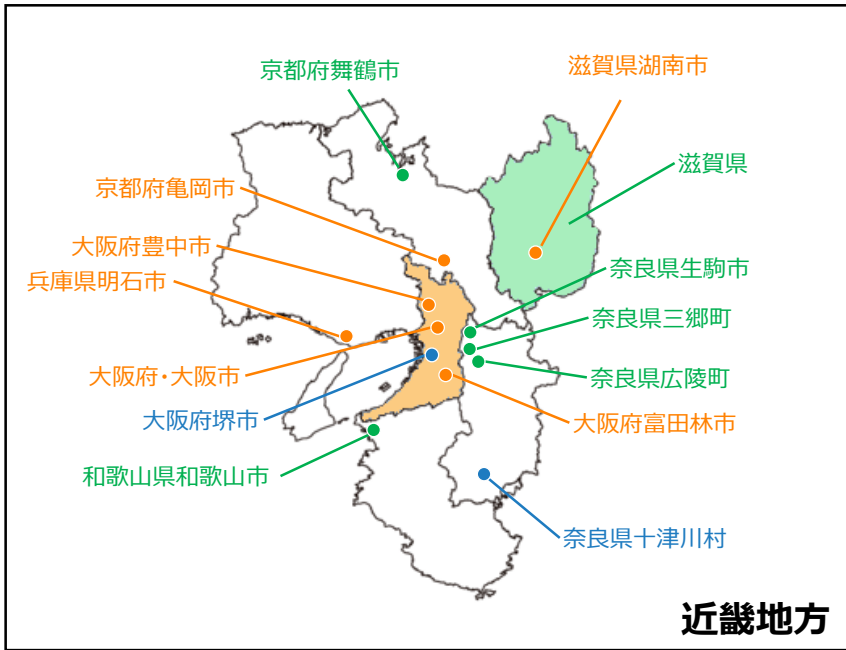 京都府舞鶴市
滋賀県湖南市
滋賀県
京都府亀岡市
大阪府豊中市
奈良県生駒市
兵庫県明石市
奈良県三郷町
大阪府・大阪市
奈良県広陵町
大阪府堺市
大阪府富田林市
和歌山県和歌山市
奈良県十津川村
近畿地方